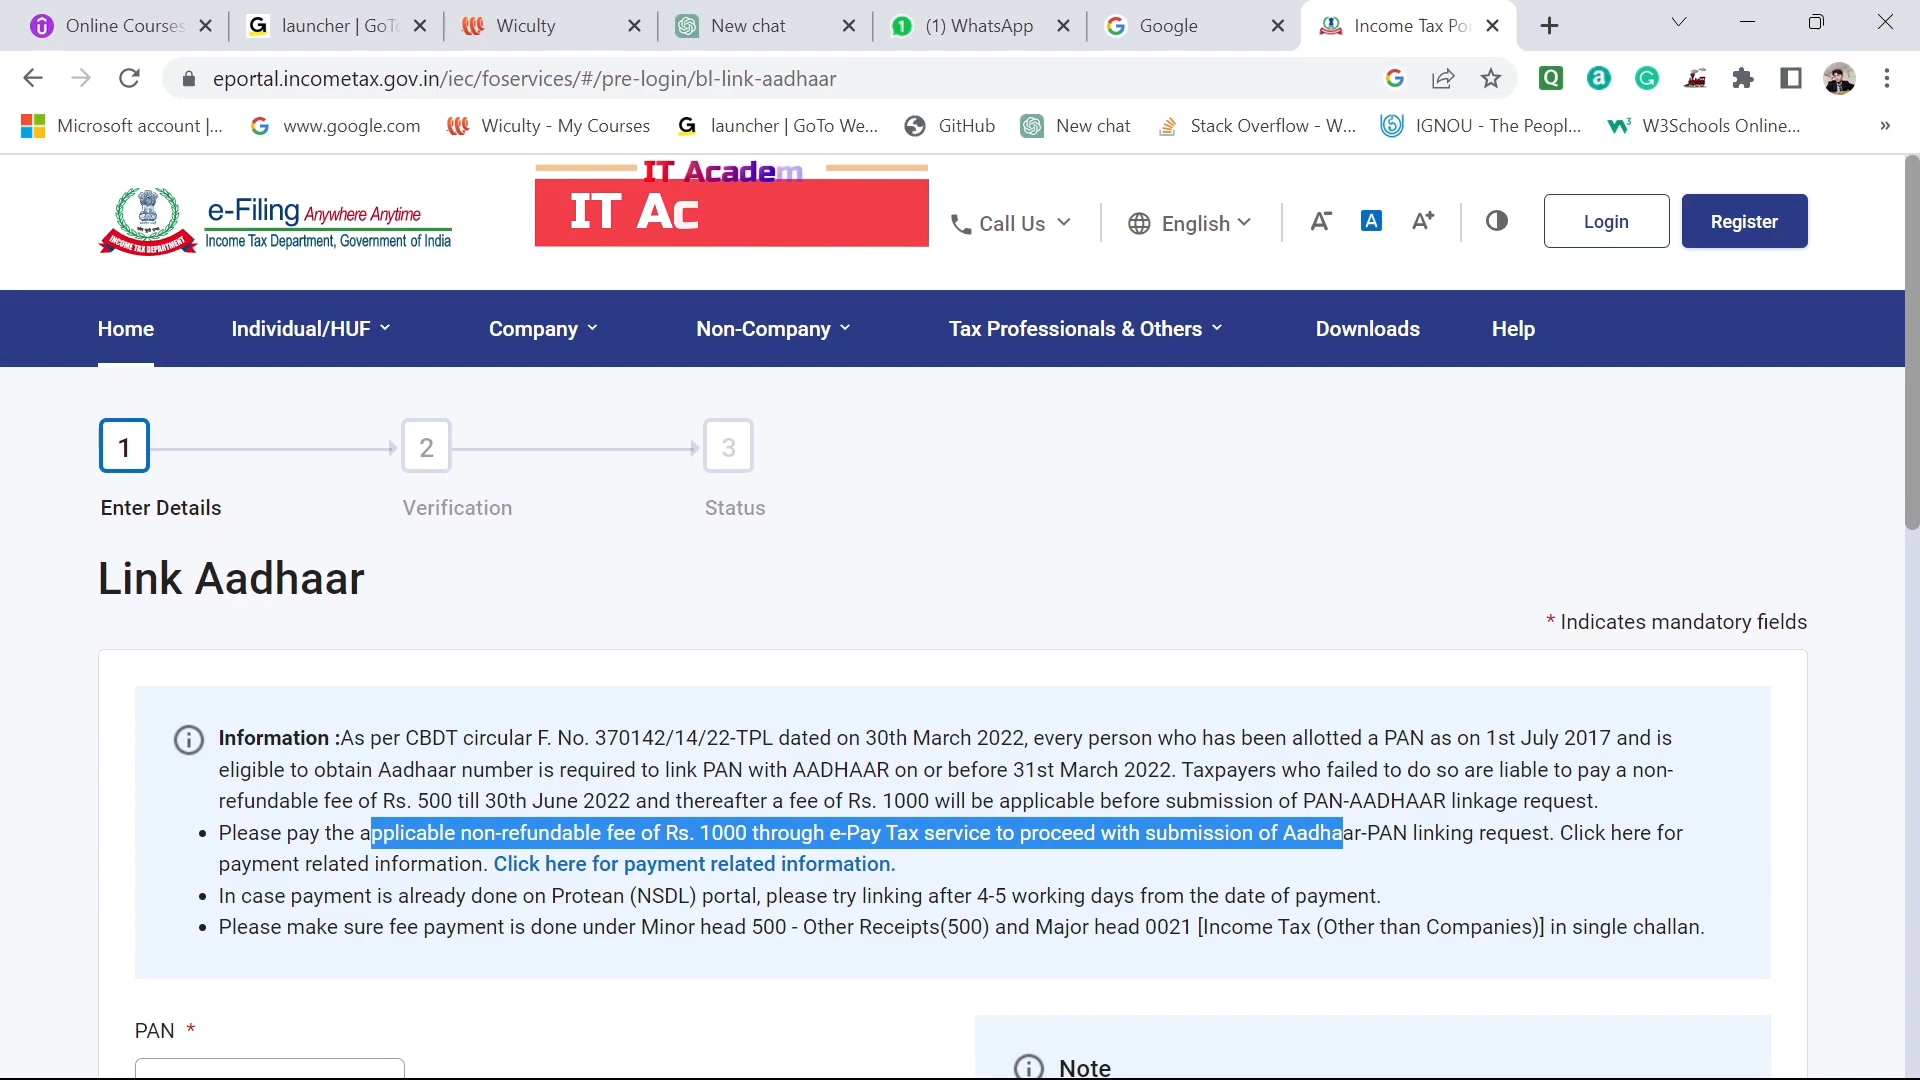 Online Courses
launcher | GoTo
Wiculty
New chat
(1) WhatsApp
Google
Income Tax Po
eportal.incometax.gov.in/iec/foservices/#/pre-login/bl-link-aadhaar
Microsoft account |...
www.google.com
Wiculty - My Courses
launcher | GoTo We...
GitHub
New chat
Stack Overflow - W...
IGNOU - The Peopl...
W3Schools Online...
»
INCOME TAX DEPARTMENT
e-Filing Anywhere Anytime
Income Tax Department, Government of India
IT Academ
IT Ac
Call Us
English
A-
A
A+
Login
Register
Home
Individual/HUF
Company
Non-Company
Tax Professionals & Others
Downloads
Help
1
2
3
Enter Details
Verification
Status
Link Aadhaar
* Indicates mandatory fields
Information :As per CBDT circular F. No. 370142/14/22-TPL dated on 30th March 2022, every person who has been allotted a PAN as on 1st July 2017 and is
eligible to obtain Aadhaar number is required to link PAN with AADHAAR on or before 31st March 2022. Taxpayers who failed to do so are liable to pay a non-
refundable fee of Rs. 500 till 30th June 2022 and thereafter a fee of Rs. 1000 will be applicable before submission of PAN-AADHAAR linkage request.
• Please pay the applicable non-refundable fee of Rs. 1000 through e-Pay Tax service to proceed with submission of Aadhaar-PAN linking request. Click here for
payment related information. Click here for payment related information.
• In case payment is already done on Protean (NSDL) portal, please try linking after 4-5 working days from the date of payment.
• Please make sure fee payment is done under Minor head 500 - Other Receipts(500) and Major head 0021 [Income Tax (Other than Companies)] in single challan.
PAN *
Note